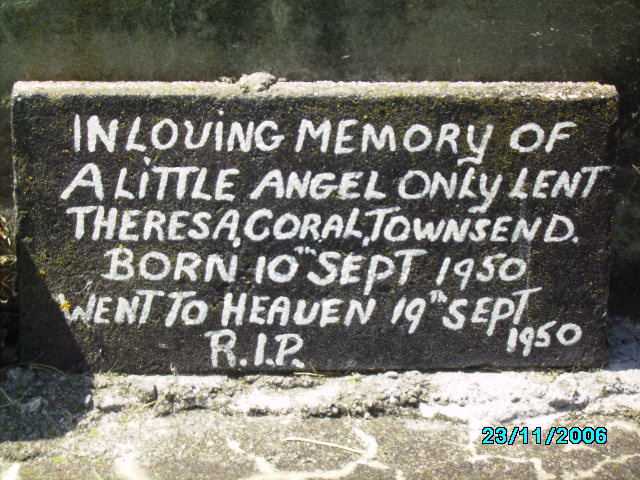 IN LOVING MEMORY OF
A LITTLE ANGEL ONLY LENT
THERESA, CORAL, TOWNSEND.
BORN 10TH SEPT 1950
WENT TO HEAVEN 19TH SEPT
1950
R.I.P.
23/11/2006